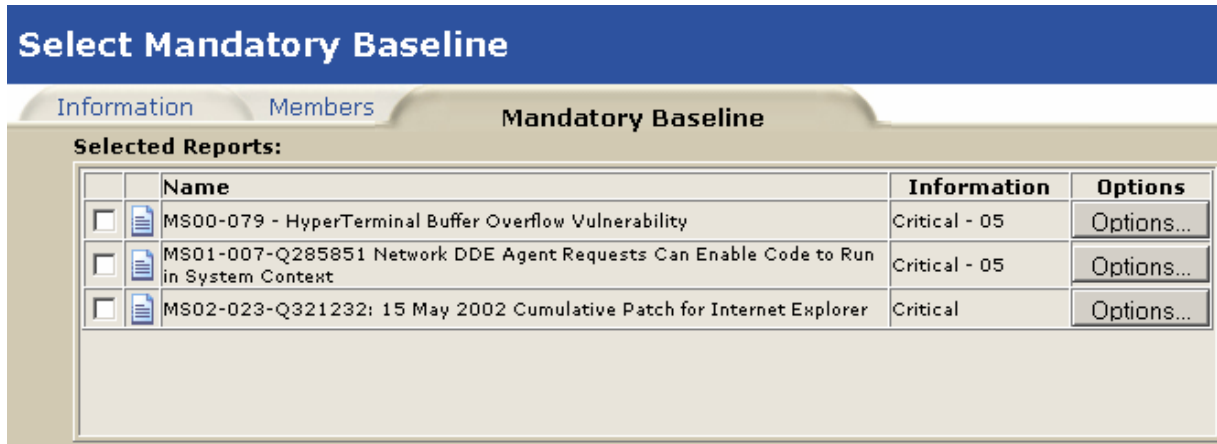 Select Mandatory Baseline
Information Members Mandatory Baseline
Selected Reports:
Name Information Options
MS00-079 - HyperTerminal Buffer Overflow Vulnerability Critical - 05 Options...
MS01-007-Q285851 Network DDE Agent Requests Can Enable Code to Run
in System Context Critical - 05 Options...
MS02-023-Q321232: 15 May 2002 Cumulative Patch for Internet Explorer Critical Options...